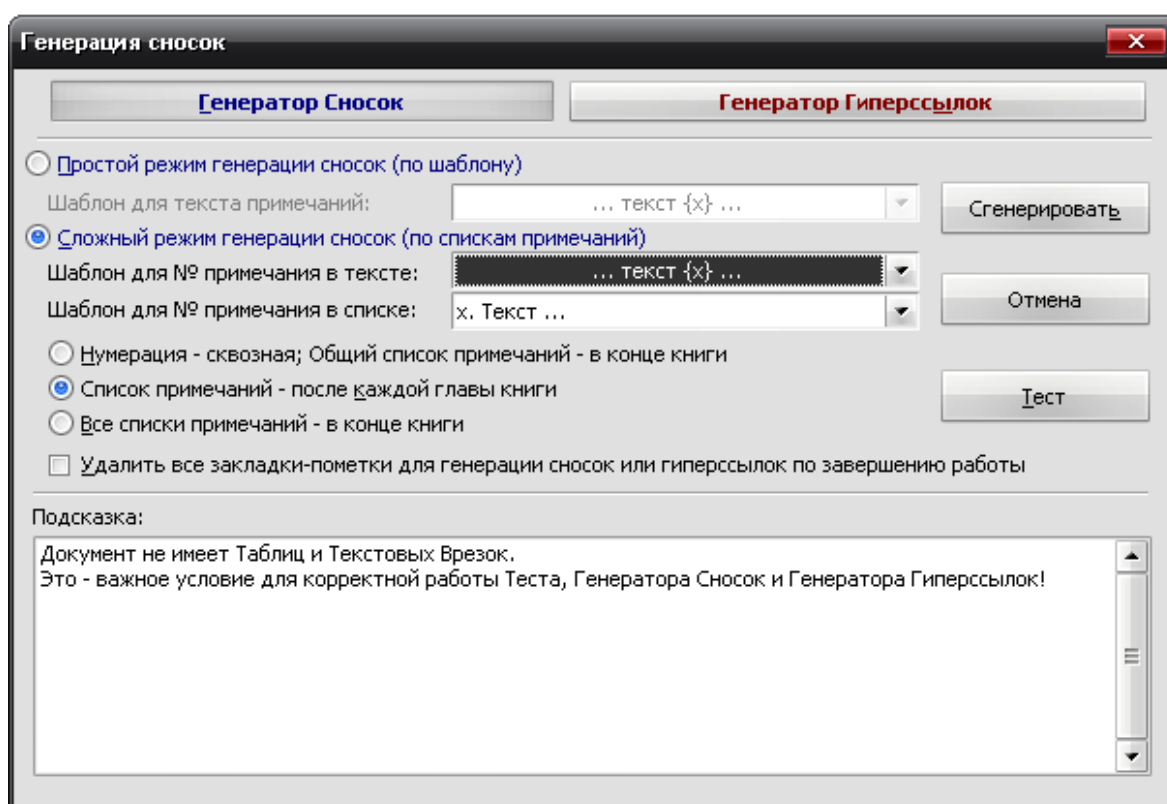 Генерация сносок
Генератор Сносок Генератор Гиперссылок
Простой режим генерации сносок (по шаблону)
Шаблон для текста примечаний: ... текст {x} ... Сгенерировать
Сложный режим генерации сносок (по спискам примечаний)
Шаблон для № примечания в тексте: ... текст {x} ...
Шаблон для № примечания в списке: x. Текст ... Отмена
Нумерация - сквозная; Общий список примечаний - в конце книги
Список примечаний - после каждой главы книги Тест
Все списки примечаний - в конце книги
Удалить все закладки-пометки для генерации сносок или гиперссылок по завершению работы
Подсказка:
Документ не имеет Таблиц и Текстовых Врезок.
Это - важное условие для корректной работы Теста, Генератора Сносок и Генератора Гиперссылок!